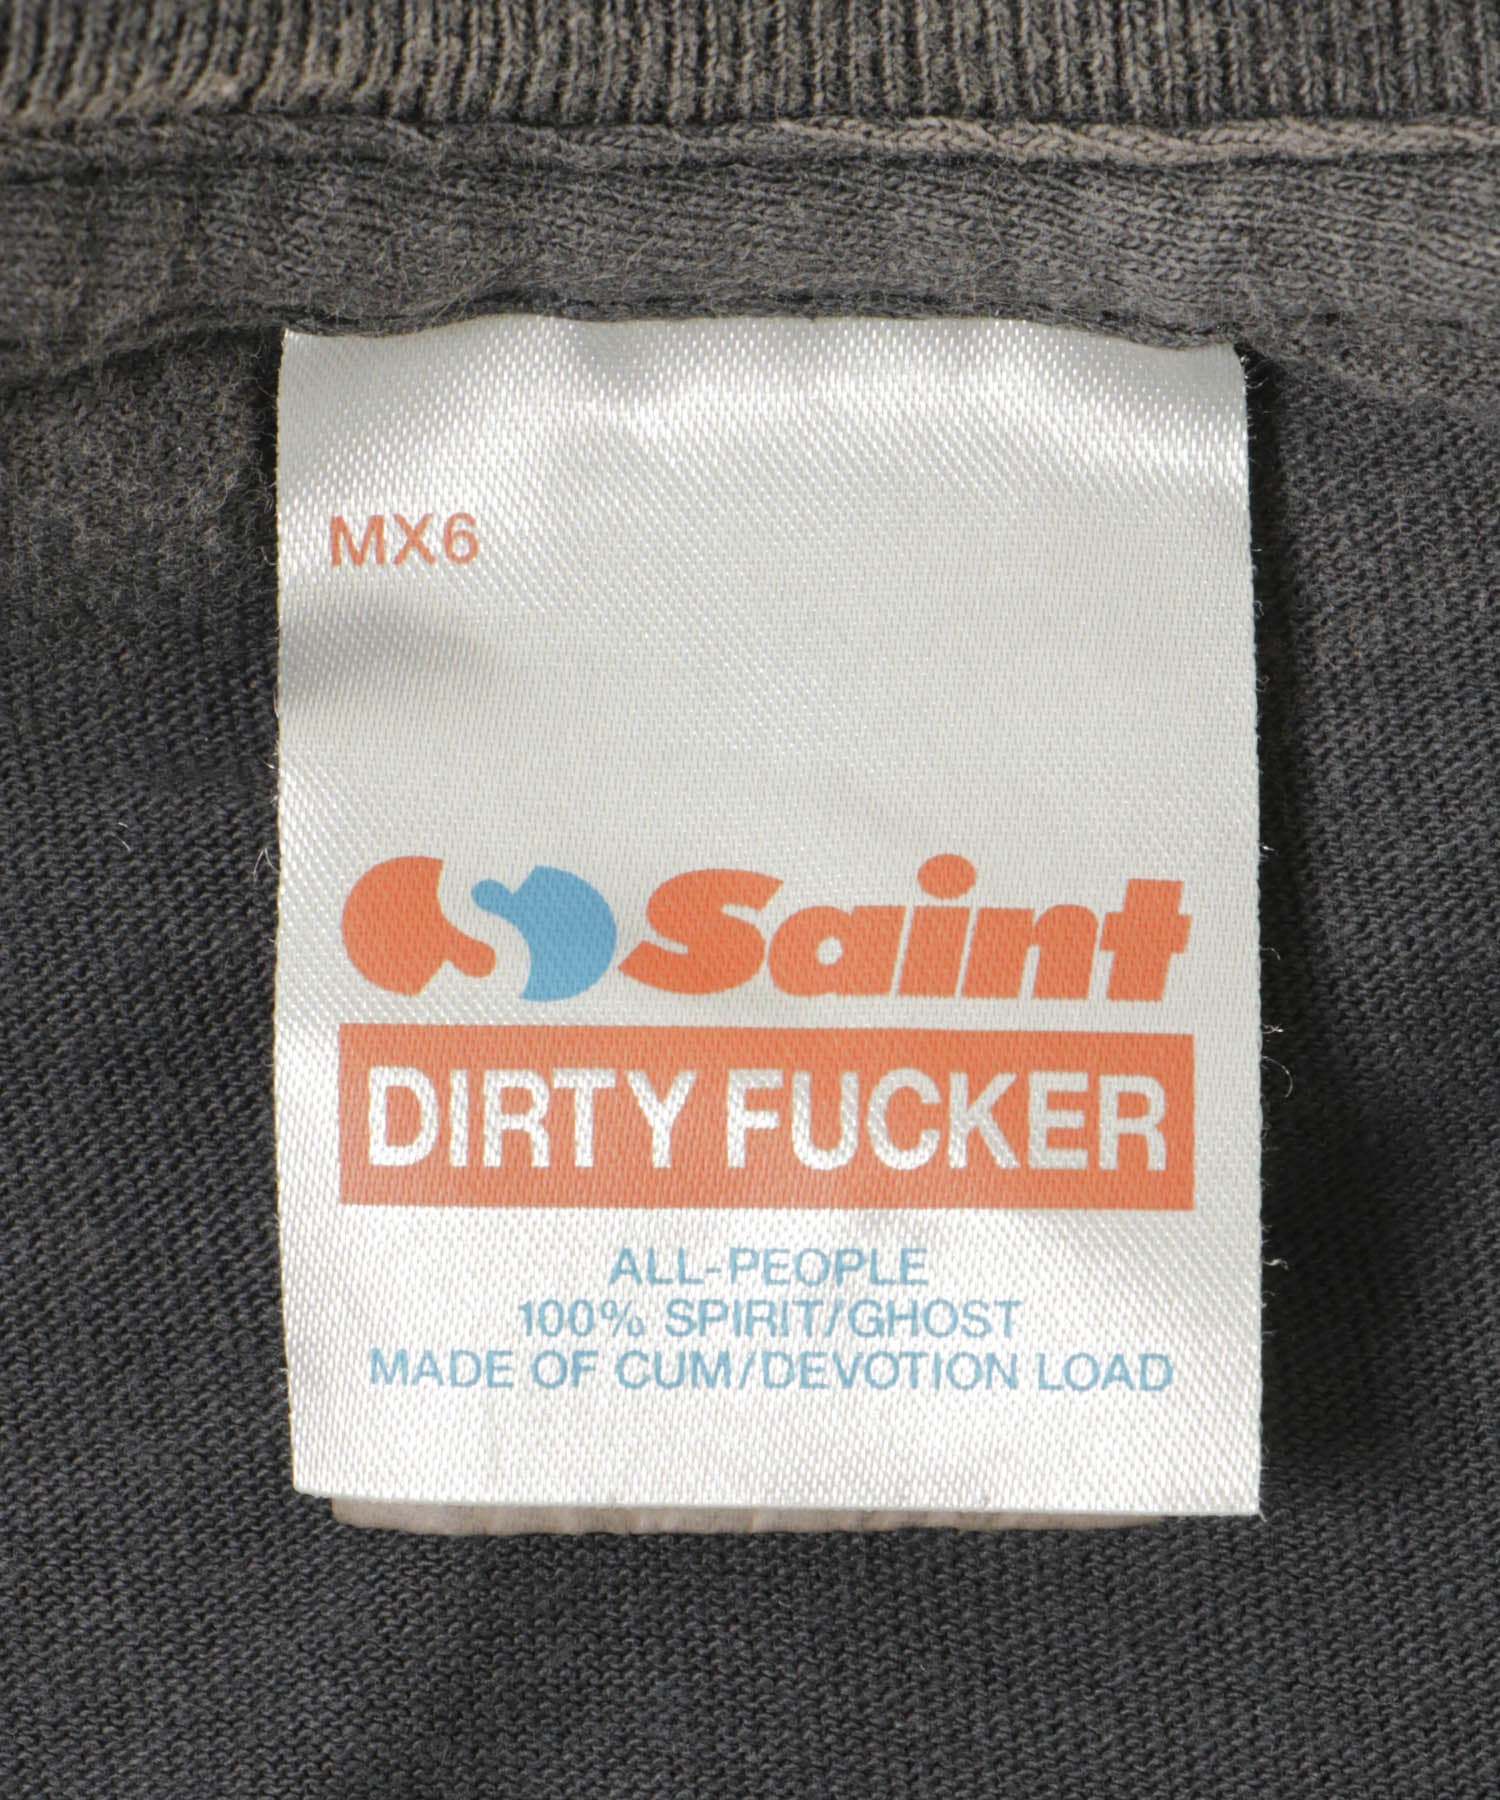 MX6
Saint
DIRTY FUCKER
ALL-PEOPLE
100% SPIRIT/GHOST
MADE OF CUM/DEVOTION LOAD